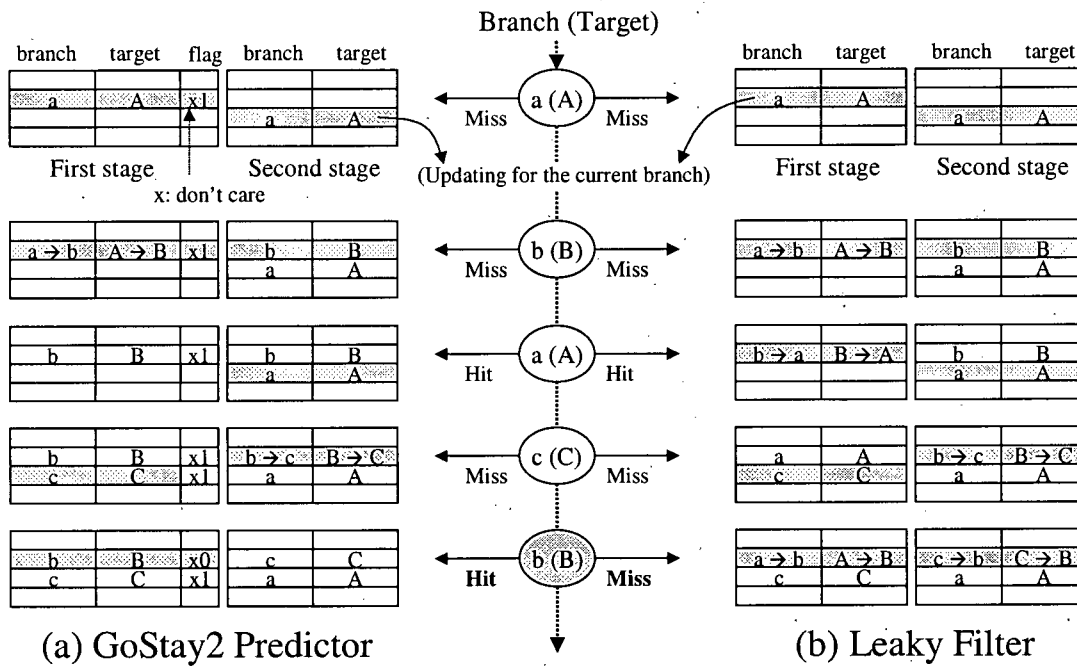 Branch (Target)
branch target flag branch target
branch target branch target
a A x1
a A
a (A)
Miss Miss
a A
a A
First stage Second stage
x: don't care
(Updating for the current branch)
First stage Second stage
a → b A → B x1 b B
a A
b (B)
Miss Miss
a → b A → B b B
a A
b B x1 b B
a A
a (A)
Hit Hit
b → a B → A b B
a A
b B x1 b → c B → C
c C x1 a A
c (C)
Miss Miss
a A b → c B → C
c C a A
b B x0 c C
c C x1 a A
b (B)
Hit Miss
a → b A → B c → b C → B
c C a A
(a) GoStay2 Predictor
(b) Leaky Filter